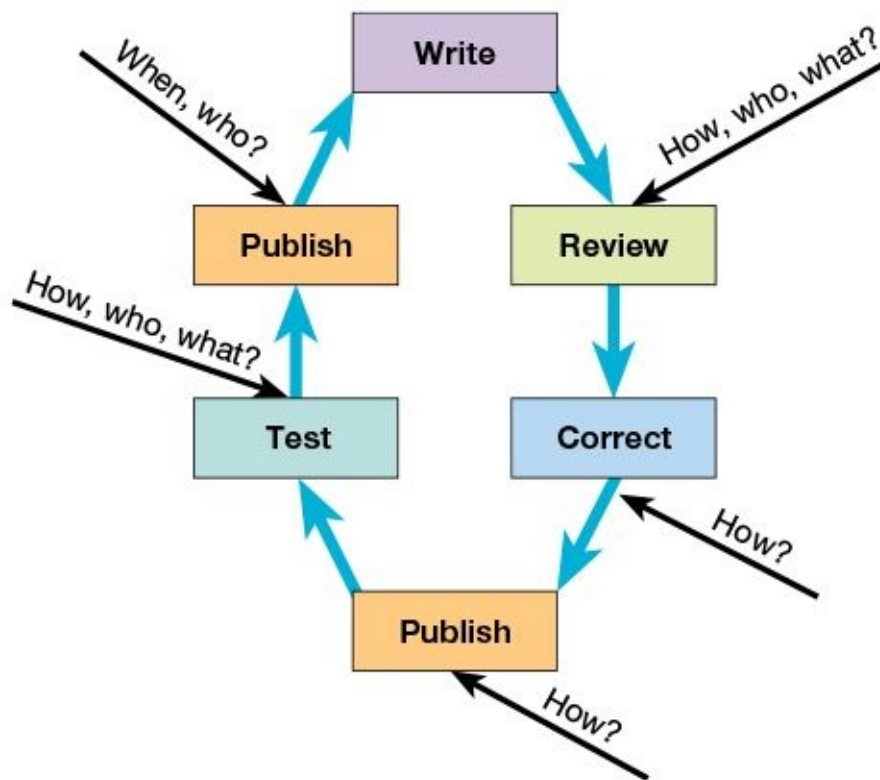 Write
When, who?
How, who, what?
Publish
Review
How, who, what?
Test
Correct
How?
Publish
How?